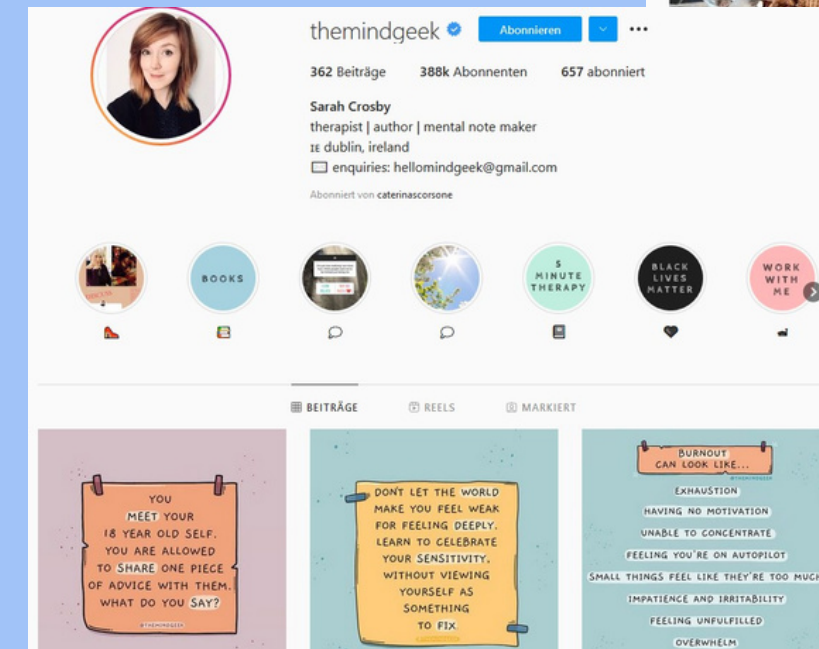 themindgeek
Abonnieren
362 Beiträge 388k Abonnenten 657 abonniert
Sarah Crosby
therapist | author | mental note maker
IE dublin, ireland
enquiries: hellomindgeek@gmail.com
Abonniert von caterinascorsone
BOOKS
5
MINUTE
THERAPY
BLACK
LIVES
MATTER
WORK
WITH
ME
BEITRÄGE REELS MARKIERT
YOU
MEET YOUR
18 YEAR OLD SELF.
YOU ARE ALLOWED
TO SHARE ONE PIECE
OF ADVICE WITH THEM.
WHAT DO YOU SAY?
@THEMINDGEEK
DON'T LET THE WORLD
MAKE YOU FEEL WEAK
FOR FEELING DEEPLY.
LEARN TO CELEBRATE
YOUR SENSITIVITY,
WITHOUT VIEWING
YOURSELF AS
SOMETHING
TO FIX.
BURNOUT
CAN LOOK LIKE...
@THEMINDGEEK
EXHAUSTION
HAVING NO MOTIVATION
UNABLE TO CONCENTRATE
FEELING YOU'RE ON AUTOPILOT
SMALL THINGS FEEL LIKE THEY'RE TOO MUCH
IMPATIENCE AND IRRITABILITY
FEELING UNFULFILLED
OVERWHELM